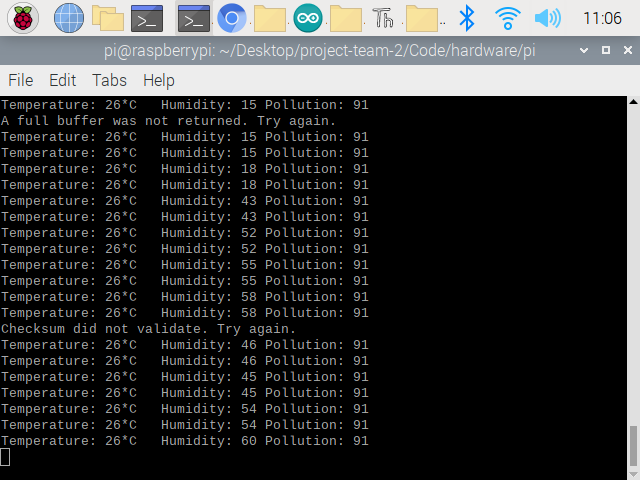 Th
..
11:06
pi@raspberrypi: ~/Desktop/project-team-2/Code/hardware/pi
File Edit Tabs Help
Temperature: 26*C   Humidity: 15 Pollution: 91
A full buffer was not returned. Try again.
Temperature: 26*C   Humidity: 15 Pollution: 91
Temperature: 26*C   Humidity: 15 Pollution: 91
Temperature: 26*C   Humidity: 18 Pollution: 91
Temperature: 26*C   Humidity: 18 Pollution: 91
Temperature: 26*C   Humidity: 43 Pollution: 91
Temperature: 26*C   Humidity: 43 Pollution: 91
Temperature: 26*C   Humidity: 52 Pollution: 91
Temperature: 26*C   Humidity: 52 Pollution: 91
Temperature: 26*C   Humidity: 55 Pollution: 91
Temperature: 26*C   Humidity: 55 Pollution: 91
Temperature: 26*C   Humidity: 58 Pollution: 91
Temperature: 26*C   Humidity: 58 Pollution: 91
Checksum did not validate. Try again.
Temperature: 26*C   Humidity: 46 Pollution: 91
Temperature: 26*C   Humidity: 46 Pollution: 91
Temperature: 26*C   Humidity: 45 Pollution: 91
Temperature: 26*C   Humidity: 45 Pollution: 91
Temperature: 26*C   Humidity: 54 Pollution: 91
Temperature: 26*C   Humidity: 54 Pollution: 91
Temperature: 26*C   Humidity: 60 Pollution: 91